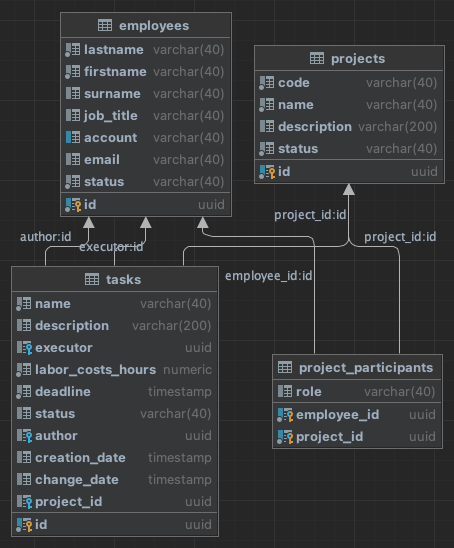 employees
lastname varchar(40)
firstname varchar(40)
surname varchar(40)
job_title varchar(40)
account varchar(40)
email varchar(40)
status varchar(40)
id uuid
projects
code varchar(40)
name varchar(40)
description varchar(200)
status varchar(40)
id uuid
project_id:id
author:id
executor:id
project_id:id
employee_id:id
tasks
name varchar(40)
description varchar(200)
executor uuid
labor_costs_hours numeric
deadline timestamp
status varchar(40)
author uuid
creation_date timestamp
change_date timestamp
project_id uuid
id uuid
project_participants
role varchar(40)
employee_id uuid
project_id uuid